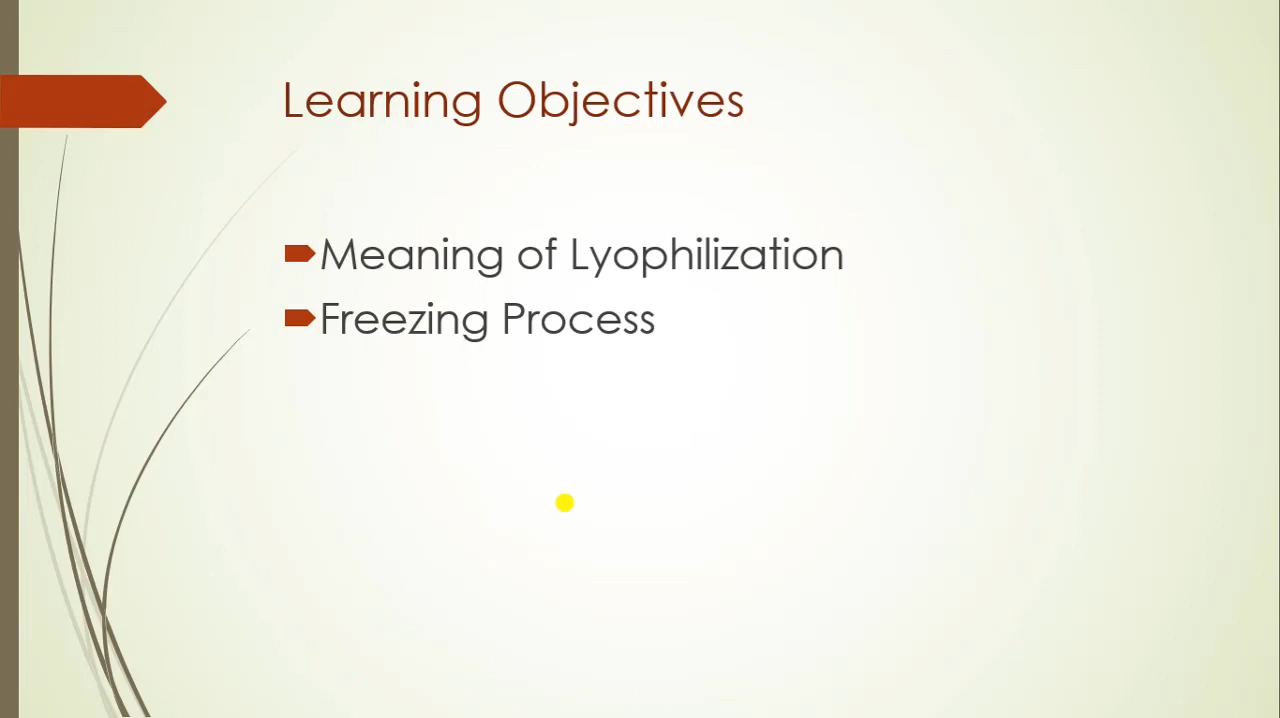 Learning Objectives
Meaning of Lyophilization
Freezing Process